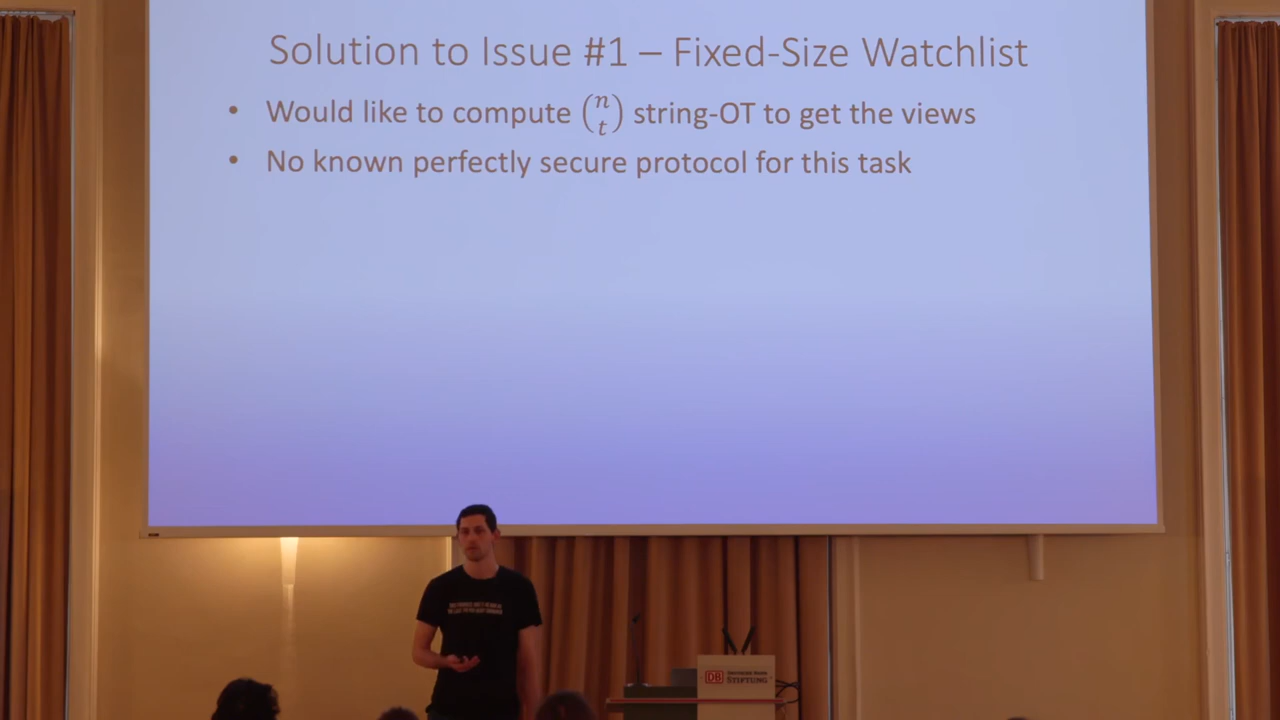 Solution to Issue #1 – Fixed-Size Watchlist
• Would like to compute (n t) string-OT to get the views
• No known perfectly secure protocol for this task
DB
STIFTUNG